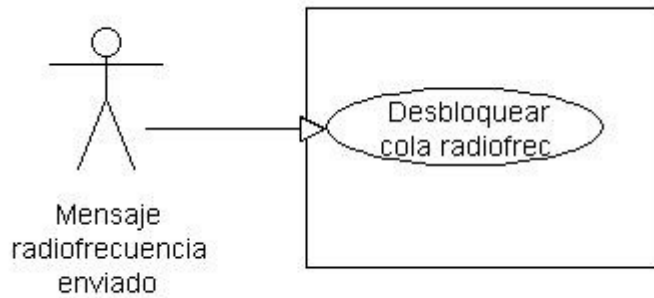 Desbloquear
cola radiofrec
Mensaje
radiofrecuencia
enviado